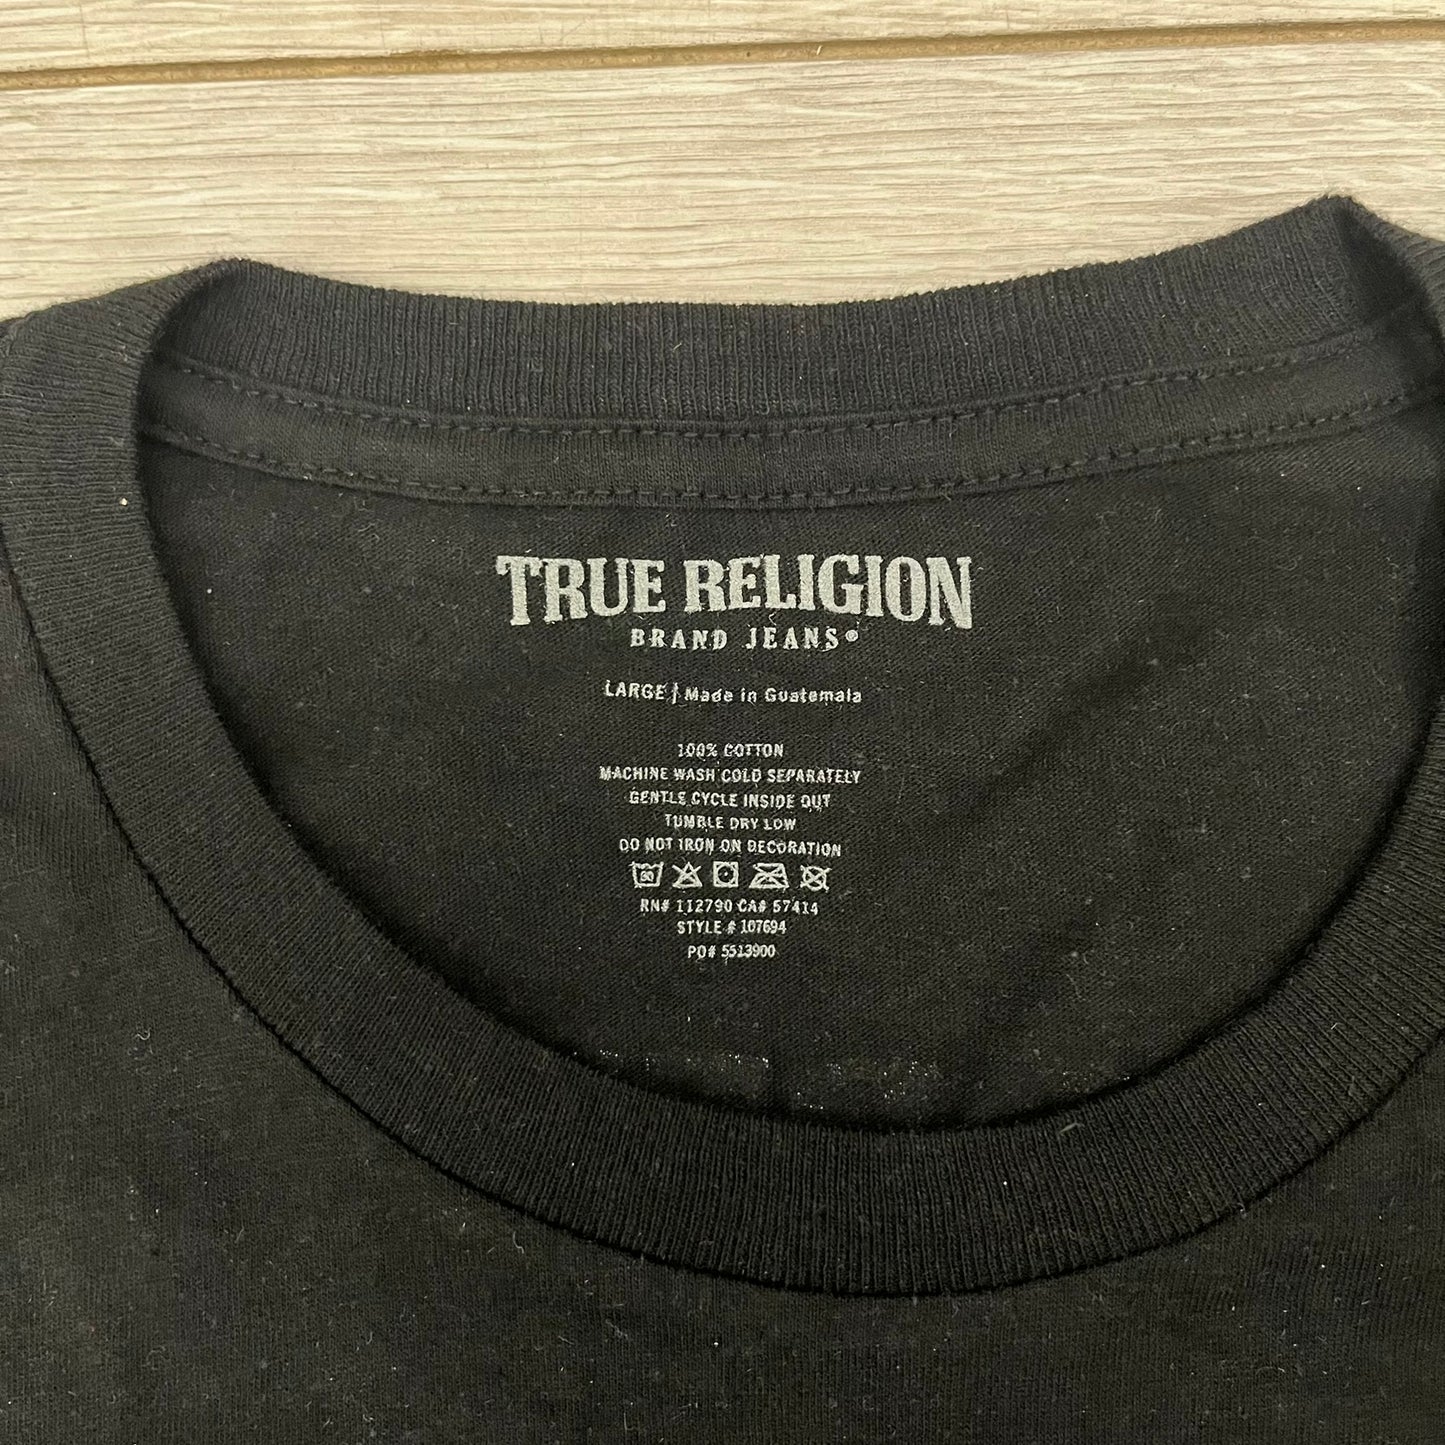 TRUE RELIGION
BRAND JEANS®
LARGE | Made in Guatemala
100% COTTON
MACHINE WASH COLD SEPARATELY
GENTLE CYCLE INSIDE OUT
TUMBLE DRY LOW
DO NOT IRON ON DECORATION
30
RN# 112790 CA# 57414
STYLE # 107694
PO# 5513900